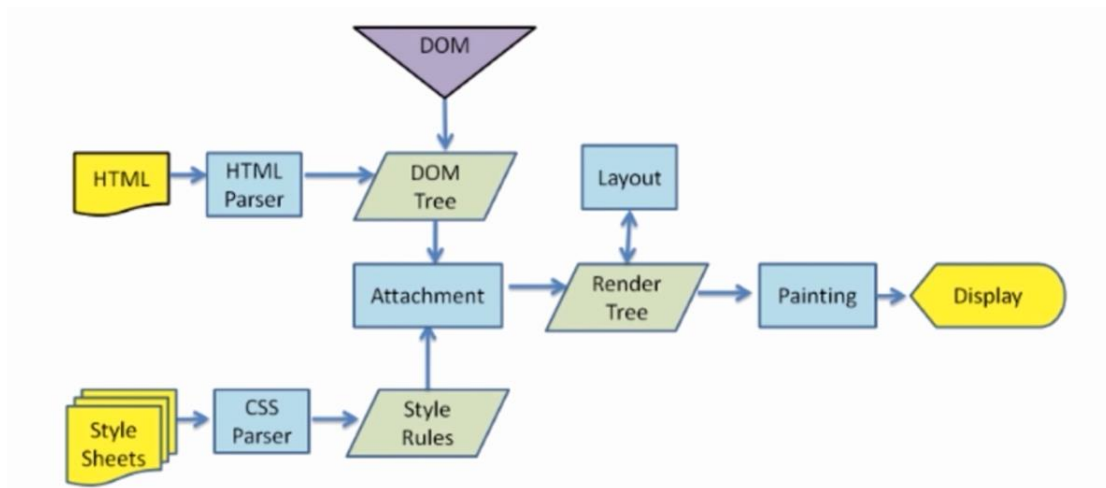 DOM
HTML
HTML
Parser
DOM
Tree
Layout
Attachment
Render
Tree
Painting
Display
Style
Sheets
CSS
Parser
Style
Rules